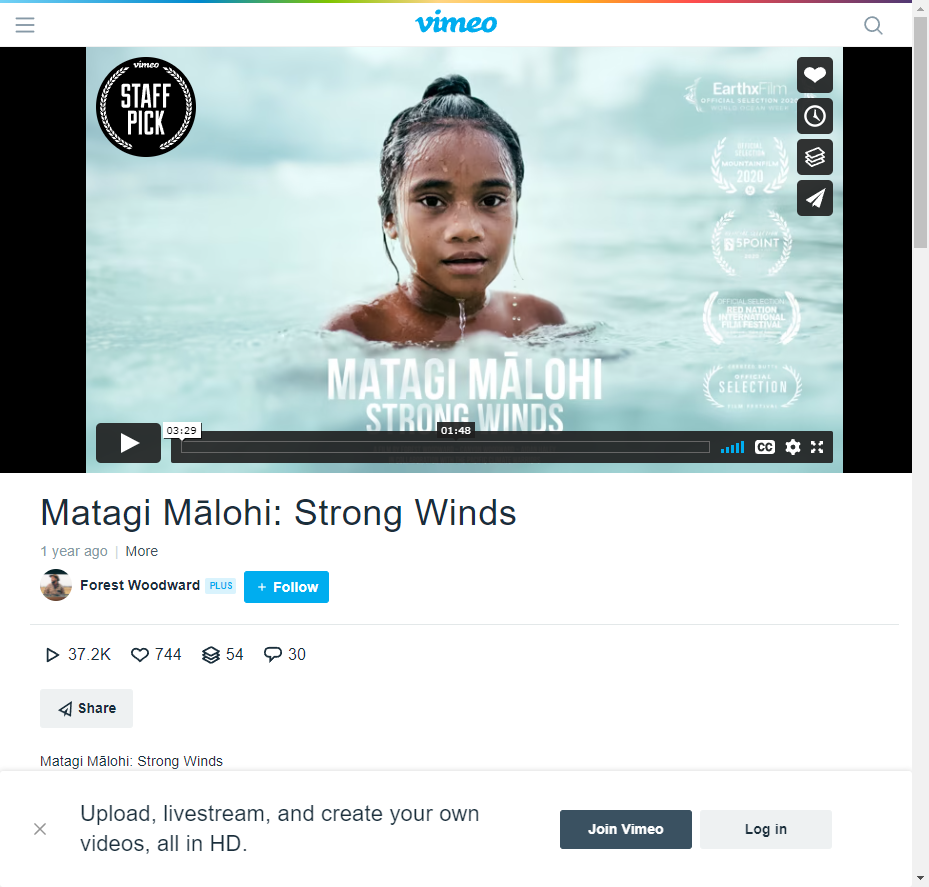 vimeo
vimeo
STAFF
PICK
EarthxFilm
OFFICIAL SELECTION 2020
WORLD OCEAN WEEK
OFFICIAL
SELECTION
MOUNTAINFILM
2020
5POINT
2020
OFFICIAL SELECTION
RED NATION
INTERNATIONAL
FILM FESTIVAL
OFFICIAL
SELECTION
FILM FESTIVAL
MATAGI MĀLOHI
STRONG WINDS
03:29
01:48
CC
Matagi Mālohi: Strong Winds
1 year ago | More
Forest Woodward PLUS + Follow
37.2K 744 54 30
Share
Matagi Mālohi: Strong Winds
Upload, livestream, and create your own
videos, all in HD.
Join Vimeo Log in